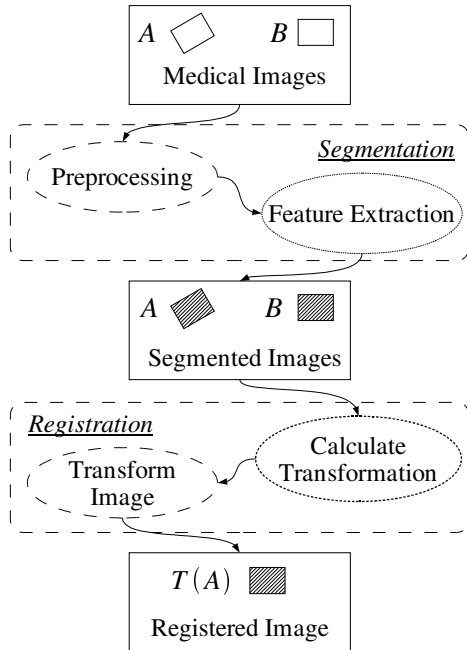 A B
Medical Images
Segmentation
Preprocessing
Feature Extraction
A B
Segmented Images
Registration
Calculate
Transformation
Transform
Image
T(A)
Registered Image